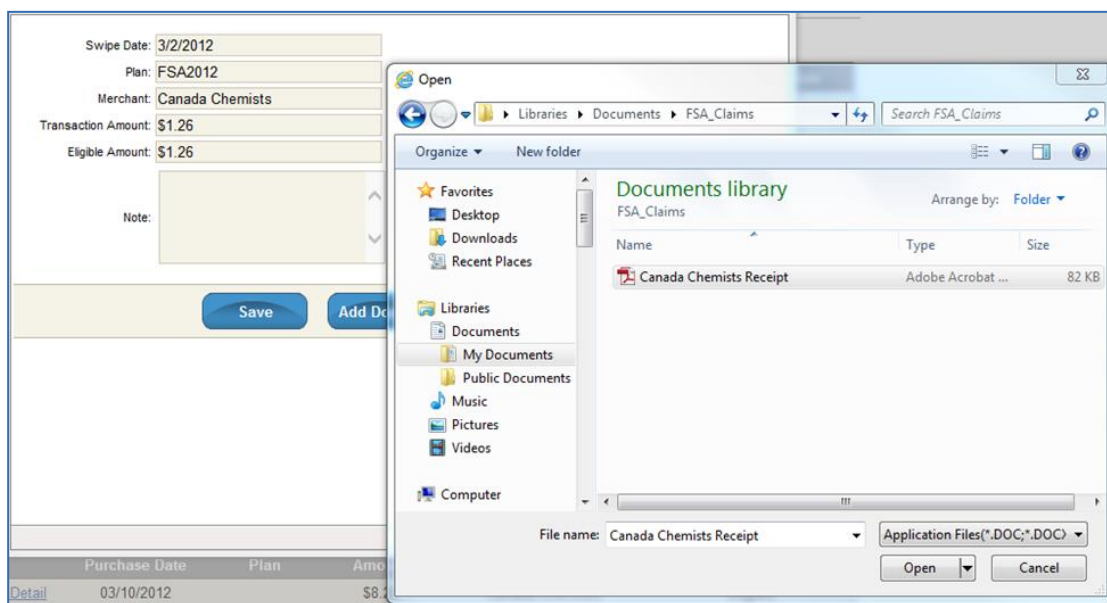 Swipe Date: 3/2/2012
Plan: FSA2012
Merchant: Canada Chemists
Transaction Amount: $1.26
Eligible Amount: $1.26
Note:
Save
Add Do
Purchase Date Plan Amo
Detail 03/10/2012 $8.2
Open
Libraries Documents FSA_Claims
Search FSA_Claims
Organize New folder
Favorites
Desktop
Downloads
Recent Places
Libraries
Documents
My Documents
Public Documents
Music
Pictures
Videos
Computer
Documents library
FSA_Claims
Arrange by: Folder
Name Type Size
Canada Chemists Receipt Adobe Acrobat ... 82 KB
File name: Canada Chemists Receipt
Application Files(*.DOC;*.DOC)
Open Cancel